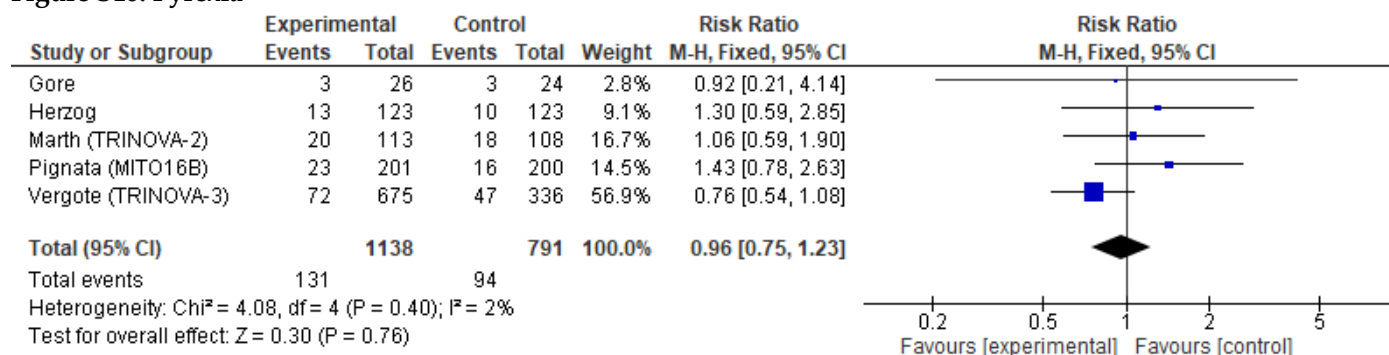 Experimental Control Risk Ratio Risk Ratio
Study or Subgroup Events Total Events Total Weight M-H, Fixed, 95% CI M-H, Fixed, 95% CI
Gore 3 26 3 24 2.8% 0.92 [0.21, 4.14]
Herzog 13 123 10 123 9.1% 1.30 [0.59, 2.85]
Marth (TRINOVA-2) 20 113 18 108 16.7% 1.06 [0.59, 1.90]
Pignata (MITO16B) 23 201 16 200 14.5% 1.43 [0.78, 2.63]
Vergote (TRINOVA-3) 72 675 47 336 56.9% 0.76 [0.54, 1.08]
Total (95% CI) 1138 791 100.0% 0.96 [0.75, 1.23]
Total events 131 94
Heterogeneity: Chi² = 4.08, df = 4 (P = 0.40); I² = 2%
Test for overall effect: Z = 0.30 (P = 0.76)
0.2 0.5 1 2 5
Favours [experimental] Favours [control]